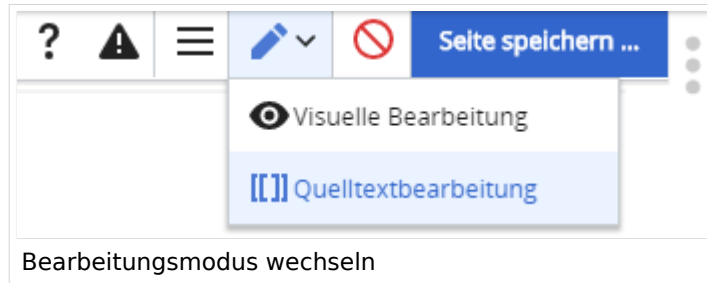 ? Seite speichern ...
Visuelle Bearbeitung
[[]] Quelltextbearbeitung
Bearbeitungsmodus wechseln